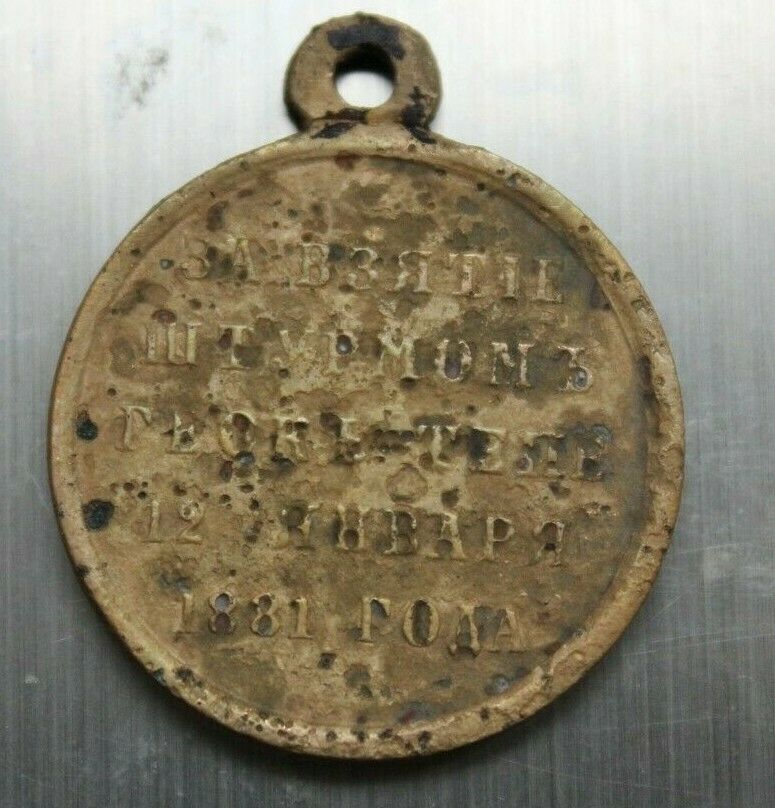 ЗА ВЗЯТІЕ
ШТУРМОМЪ
ГЕОКЪ-ТЕПЕ
12 ЯНВАРЯ
1881 ГОДА